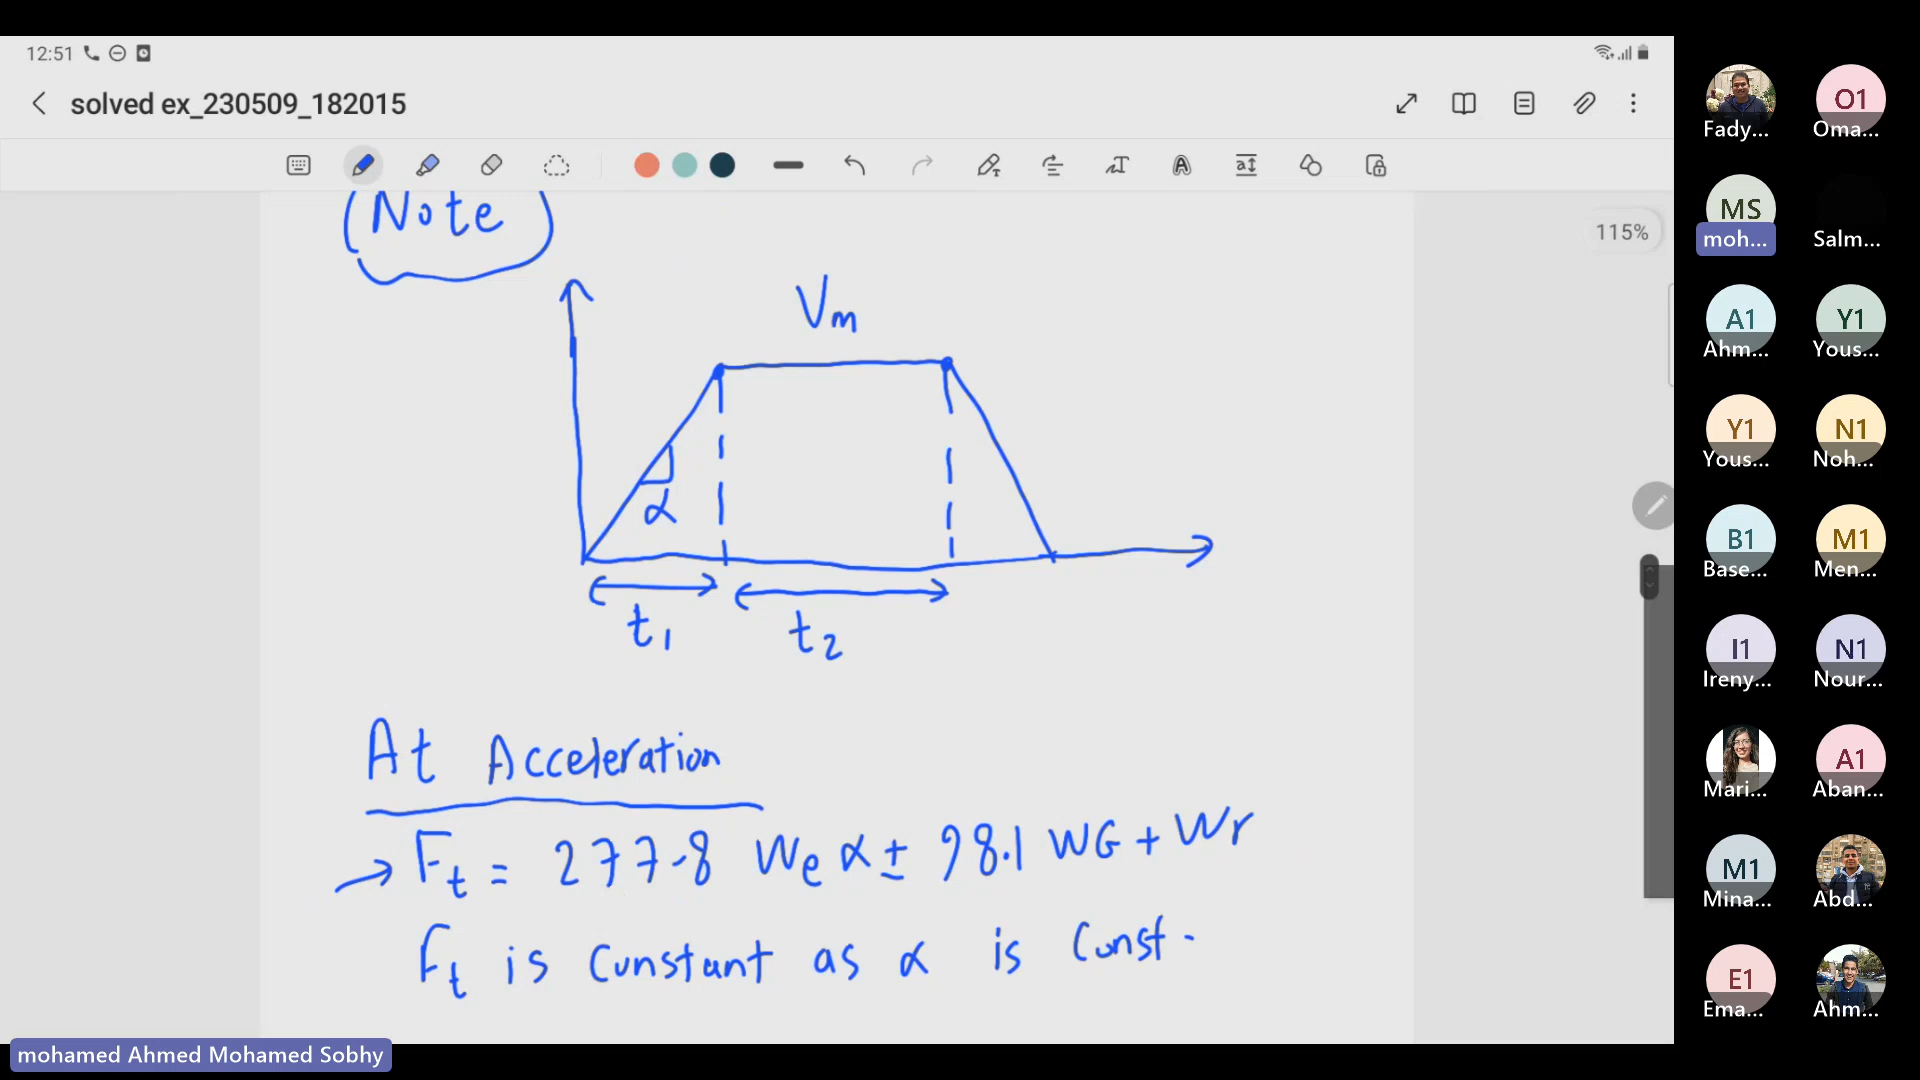 12:51
solved ex_230509_182015
115%
(Note)
Vm
α
t1
t2
At Acceleration
→ Ft = 277.8 We α ± 98.1 WG + Wr
Ft is constant as α is const.
mohamed Ahmed Mohamed Sobhy
Fady...
O1
Oma...
MS
moh...
Salm...
A1
Ahm...
Y1
Yous...
Y1
Yous...
N1
Noh...
B1
Base...
M1
Men...
I1
Ireny...
N1
Nour...
Mari...
A1
Aban...
M1
Mina...
Abd...
E1
Ema...
Ahm...